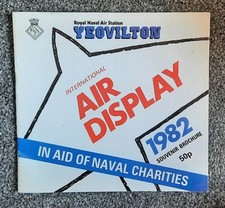 Royal Naval Air Station
YEOVILTON
INTERNATIONAL
AIR
DISPLAY
1982
SOUVENIR BROCHURE
50p
IN AID OF NAVAL CHARITIES